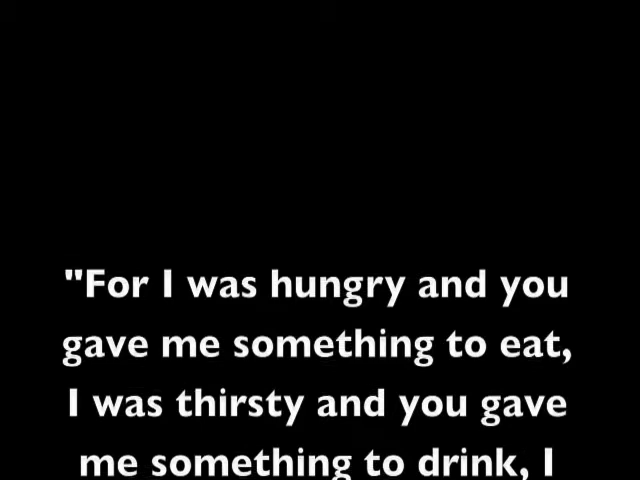 "For I was hungry and you
gave me something to eat,
I was thirsty and you gave
me something to drink, I